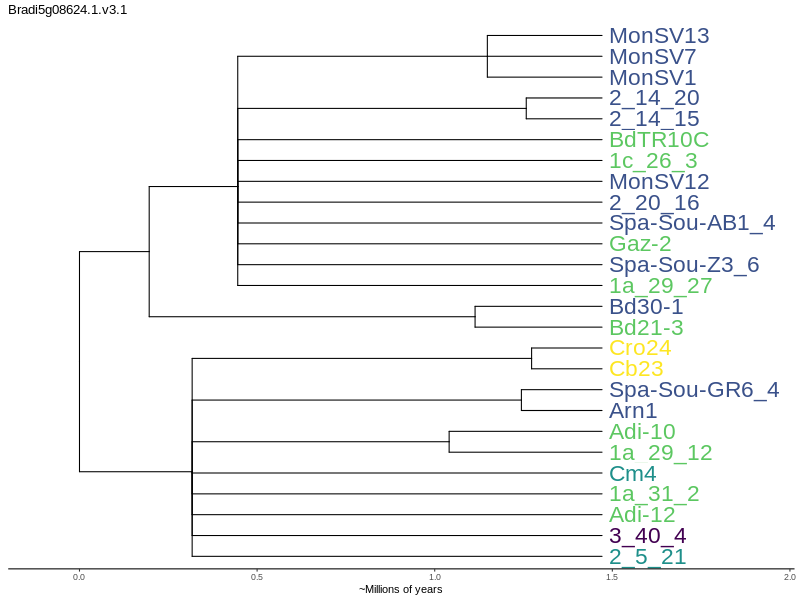 Bradi5g08624.1.v3.1
MonSV13
MonSV7
MonSV1
2_14_20
2_14_15
BdTR10C
1c_26_3
MonSV12
2_20_16
Spa-Sou-AB1_4
Gaz-2
Spa-Sou-Z3_6
1a_29_27
Bd30-1
Bd21-3
Cro24
Cb23
Spa-Sou-GR6_4
Arn1
Adi-10
1a_29_12
Cm4
1a_31_2
Adi-12
3_40_4
2_5_21
0.0 0.5 1.0 1.5 2.0
~Millions of years